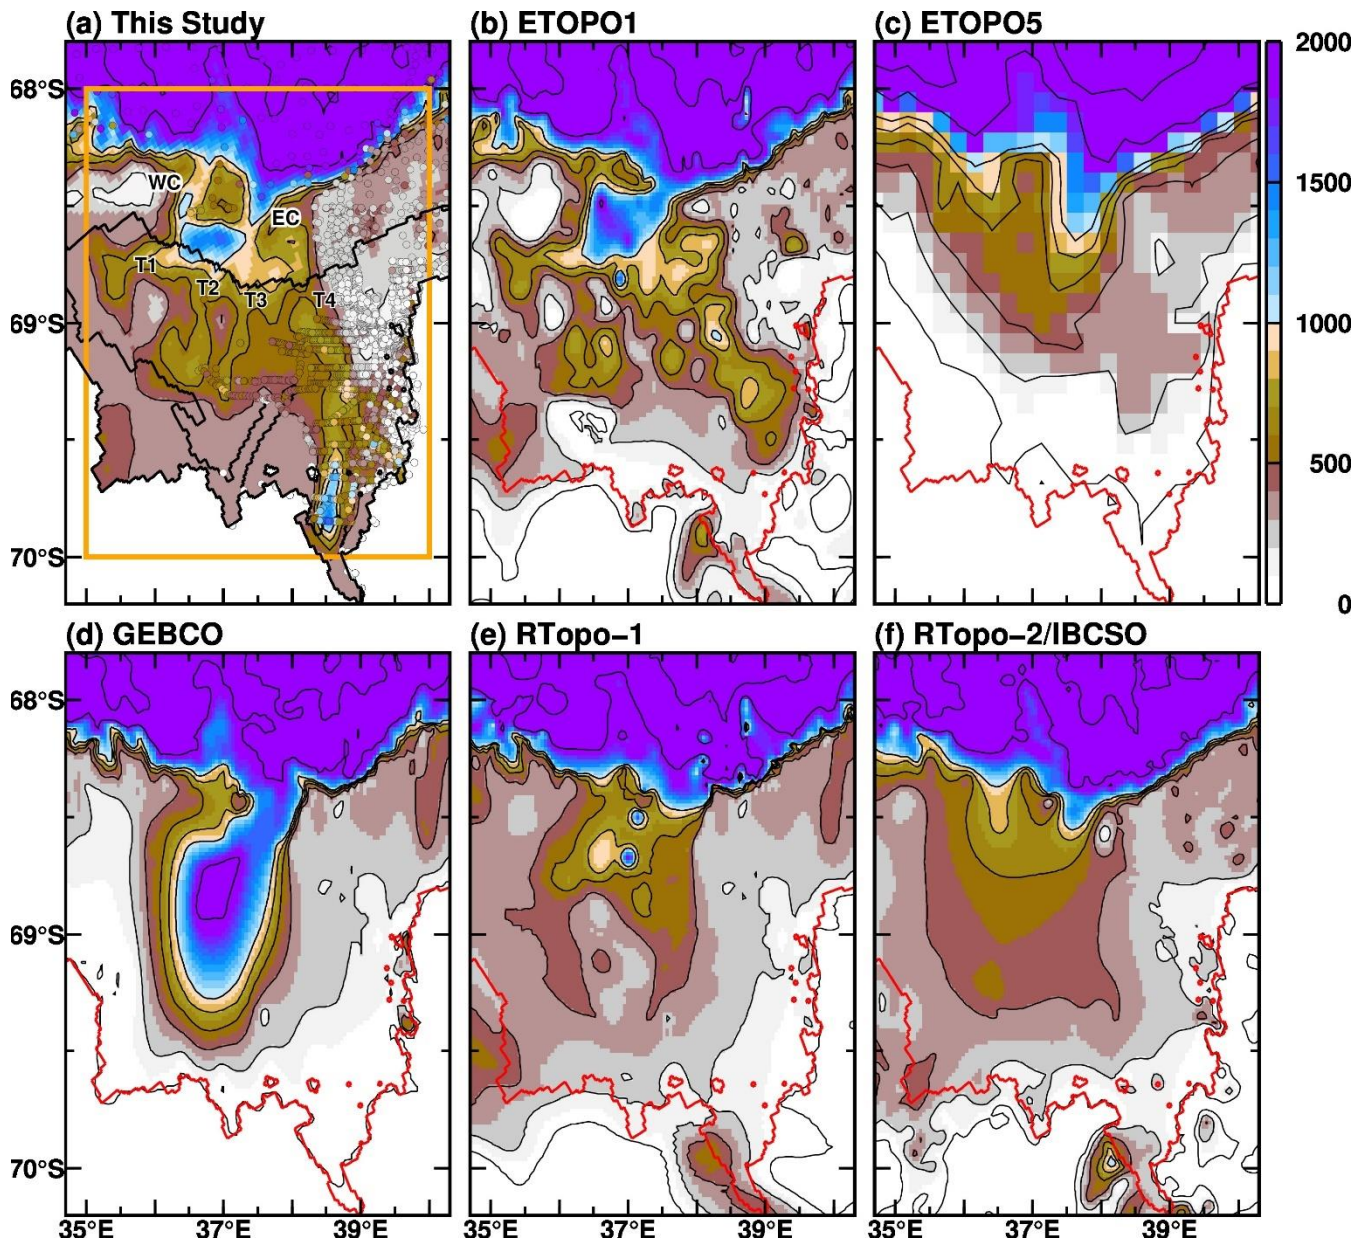 (a) This Study
(b) ETOPO1
(c) ETOPO5
2000
68°S
WC
EC
1500
T1
T2
T3
T4
69°S
1000
500
70°S
0
(d) GEBCO
(e) RTopo−1
(f) RTopo−2/IBCSO
68°S
69°S
70°S
35°E
37°E
39°E
35°E
37°E
39°E
35°E
37°E
39°E